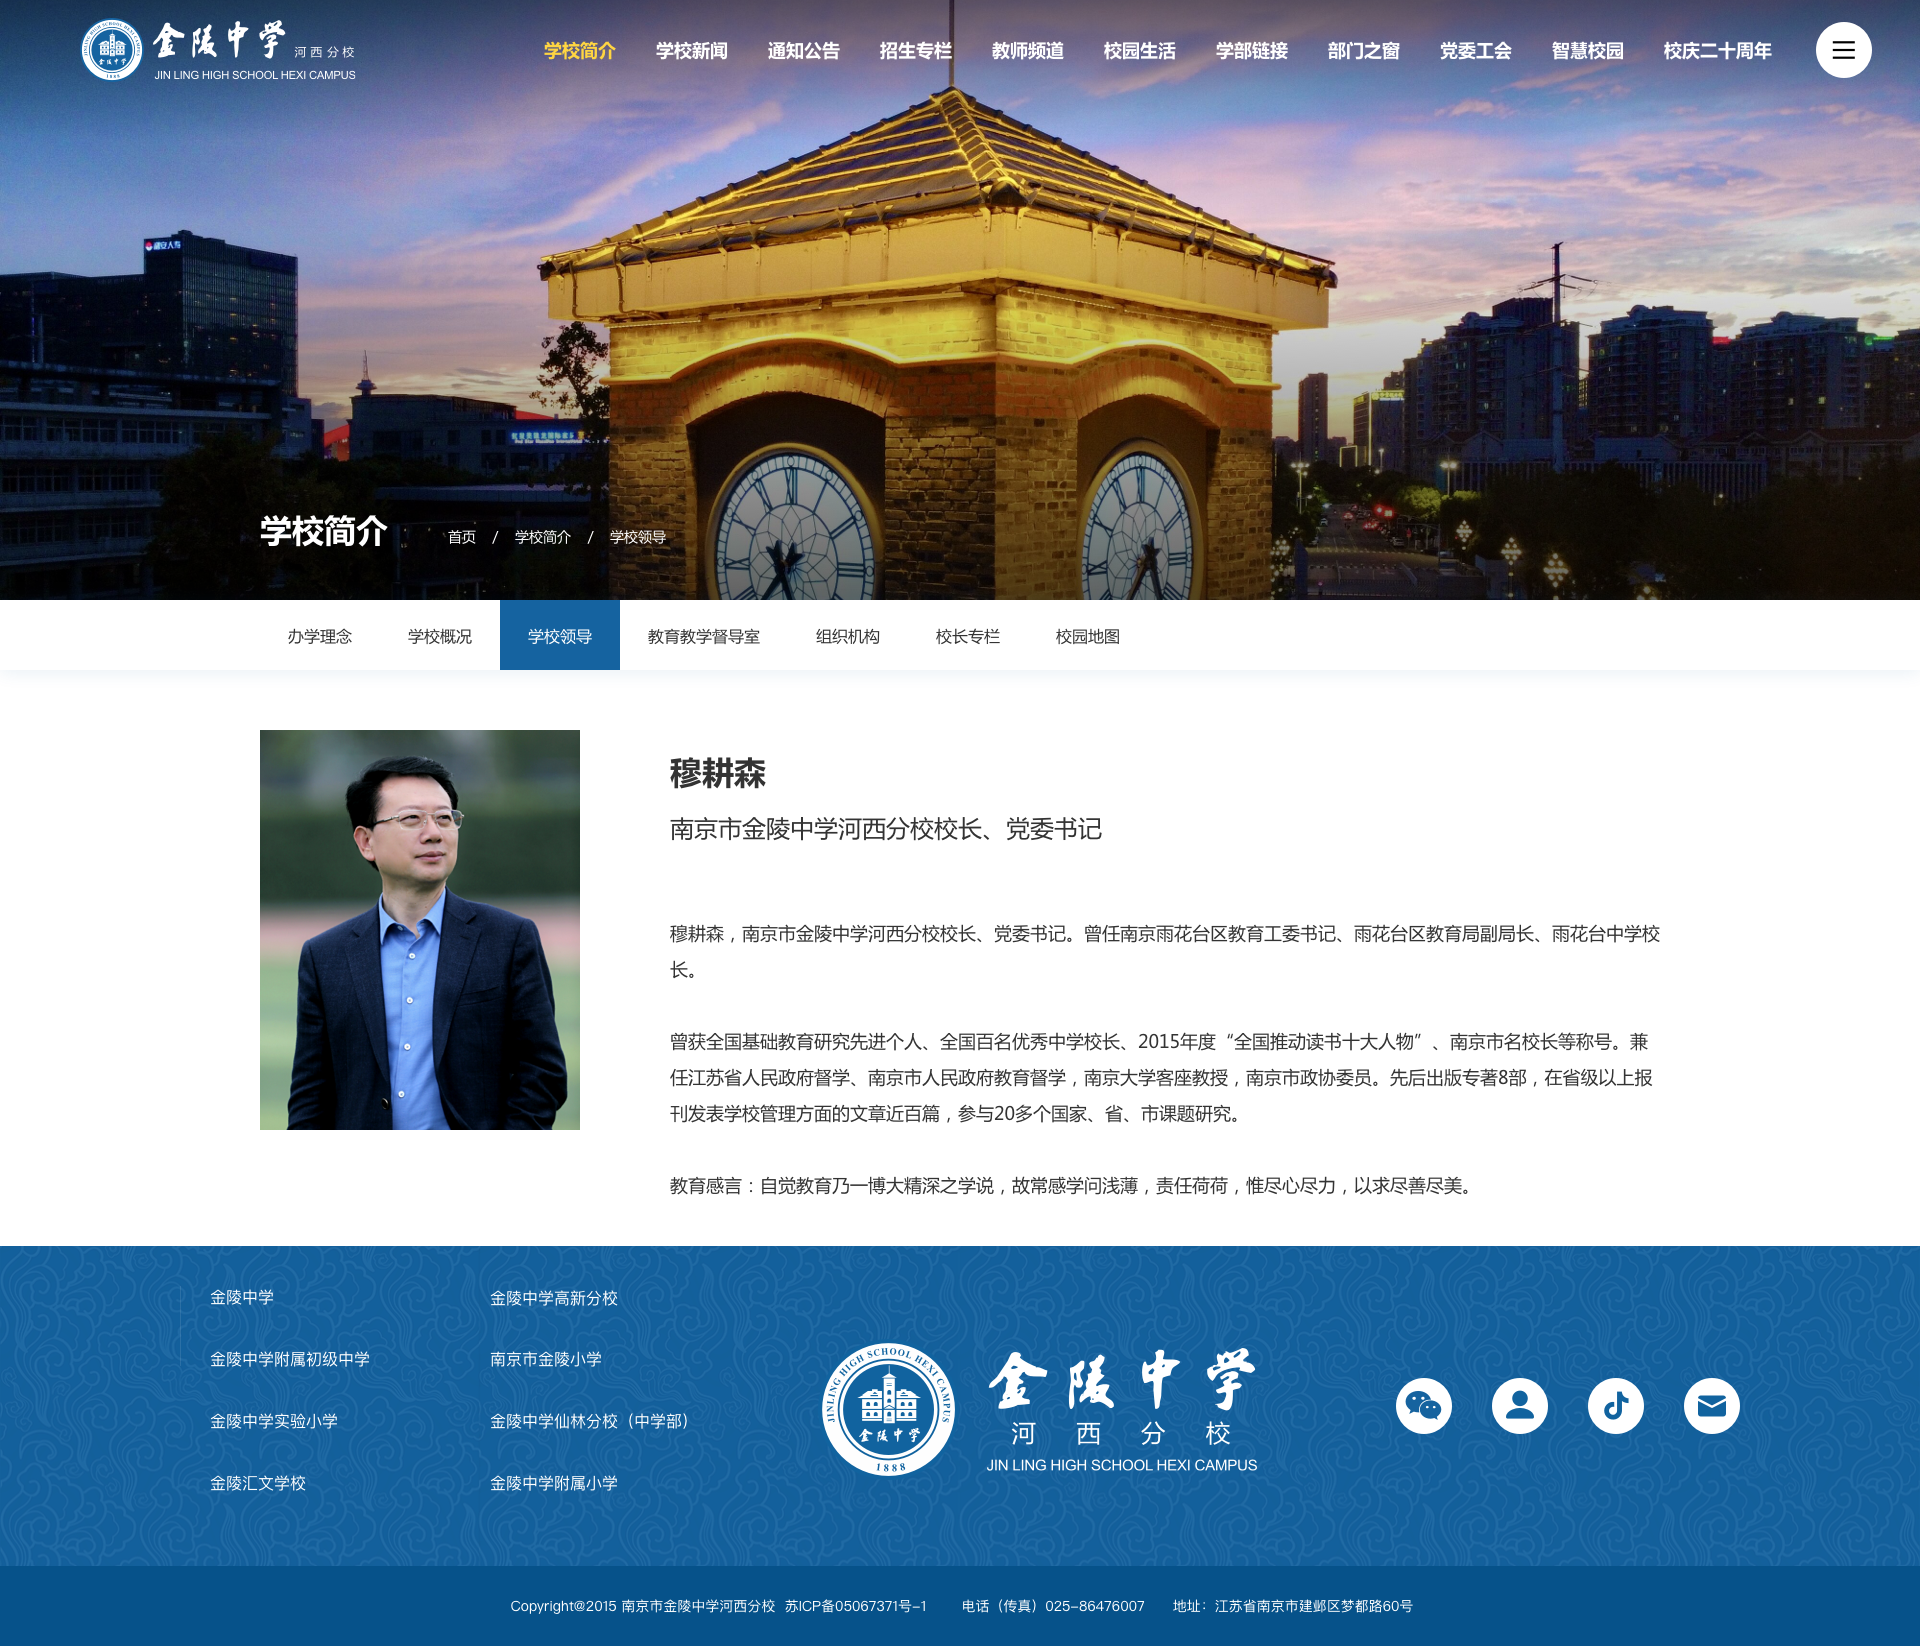 金陵中学 河西分校
JIN LING HIGH SCHOOL HEXI CAMPUS
学校简介 学校新闻 通知公告 招生专栏 教师频道 校园生活 学部链接 部门之窗 党委工会 智慧校园 校庆二十周年
学校简介 首页 / 学校简介 / 学校领导
办学理念 学校概况 学校领导 教育教学督导室 组织机构 校长专栏 校园地图
穆耕森
南京市金陵中学河西分校校长、党委书记
穆耕森，南京市金陵中学河西分校校长、党委书记。曾任南京雨花台区教育工委书记、雨花台区教育局副局长、雨花台中学校
长。
曾获全国基础教育研究先进个人、全国百名优秀中学校长、2015年度“全国推动读书十大人物”、南京市名校长等称号。兼
任江苏省人民政府督学、南京市人民政府教育督学，南京大学客座教授，南京市政协委员。先后出版专著8部，在省级以上报
刊发表学校管理方面的文章近百篇，参与20多个国家、省、市课题研究。
教育感言：自觉教育乃一博大精深之学说，故常感学问浅薄，责任荷荷，惟尽心尽力，以求尽善尽美。
金陵中学 金陵中学高新分校
金陵中学附属初级中学 南京市金陵小学
金陵中学实验小学 金陵中学仙林分校（中学部）
金陵汇文学校 金陵中学附属小学
JINLING HIGH SCHOOL HEXI CAMPUS
金陵中学
1888
金陵中学
河西分校
JIN LING HIGH SCHOOL HEXI CAMPUS
Copyright@2015 南京市金陵中学河西分校 苏ICP备05067371号-1 电话（传真）025-86476007 地址：江苏省南京市建邺区梦都路60号